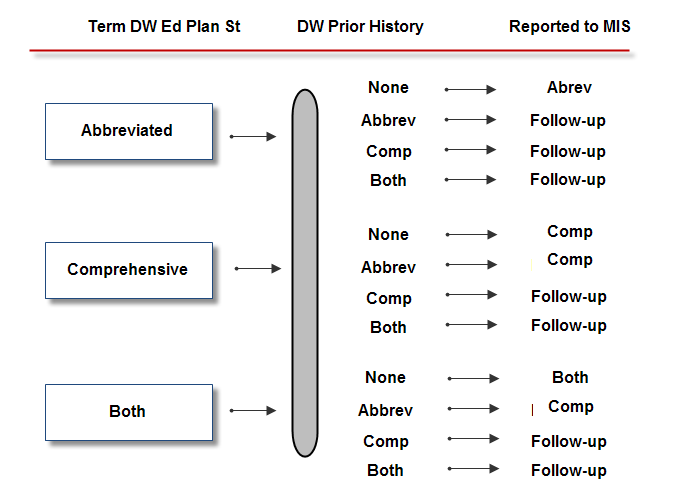 Term DW Ed Plan St DW Prior History Reported to MIS
None Abrev
Abbreviated
Abbrev Follow-up
Comp Follow-up
Both Follow-up
None Comp
Comprehensive
Abbrev Comp
Comp Follow-up
Both Follow-up
None Both
Both
Abbrev Comp
Comp Follow-up
Both Follow-up